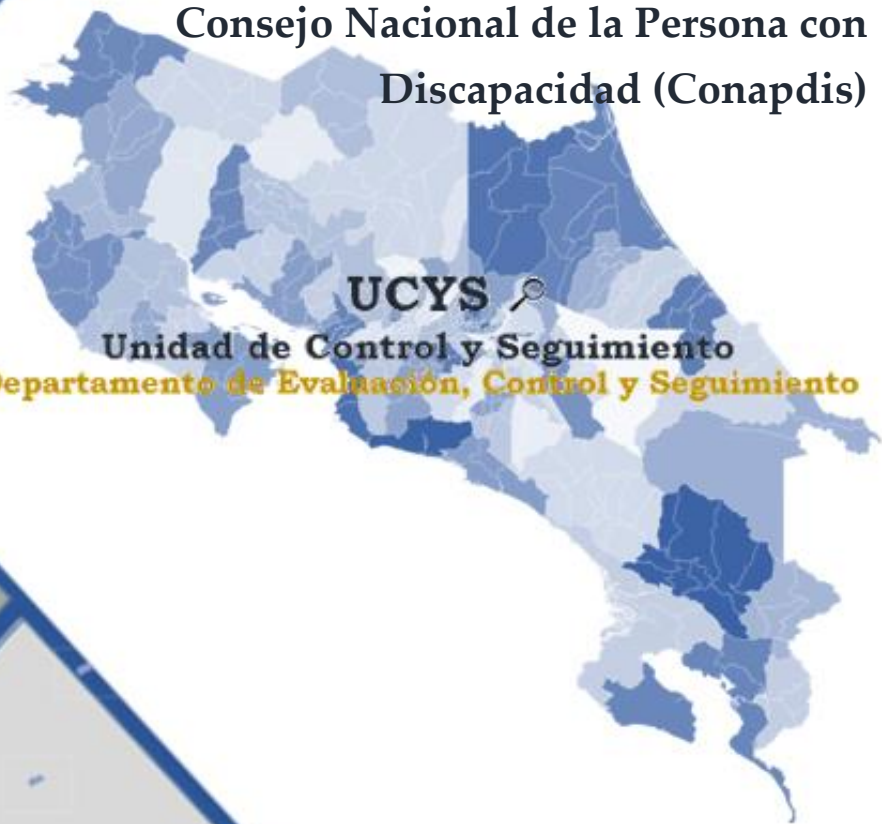 Consejo Nacional de la Persona con
Discapacidad (Conapdis)
UCYS
Unidad de Control y Seguimiento
Departamento de Evaluación, Control y Seguimiento